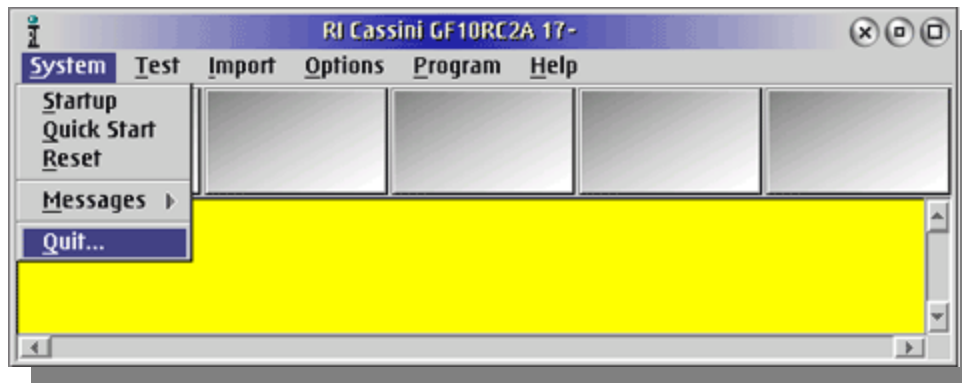 RI Cassini GF10RC2A 17-
System Test Import Options Program Help
Startup
Quick Start
Reset
Messages
Quit...